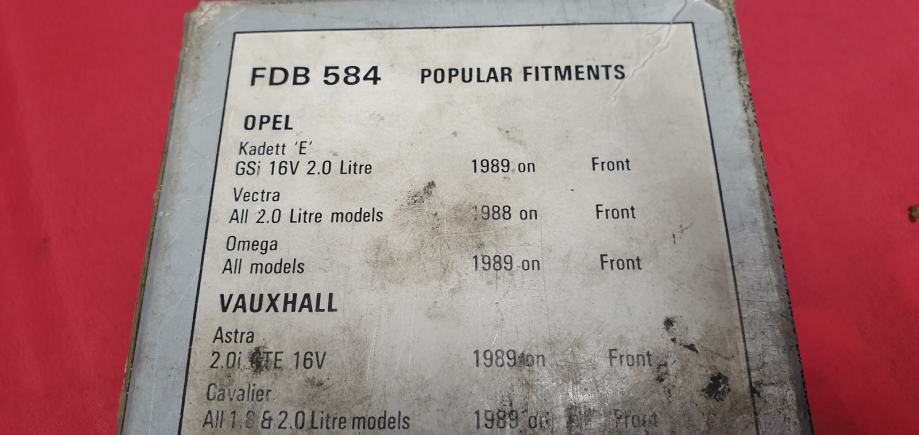 FDB 584 POPULAR FITMENTS
OPEL
Kadett 'E'
GSi 16V 2.0 Litre 1989 on Front
Vectra
All 2.0 Litre models 1988 on Front
Omega
All models 1989 on Front
VAUXHALL
Astra
2.0i GTE 16V 1989 on Front
Cavalier
All 1.8 & 2.0 Litre models 1989 on Front